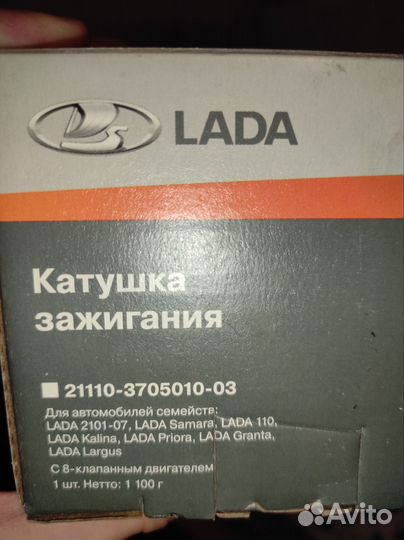 LADA
Катушка
зажигания
21110-3705010-03
Для автомобилей семейств:
LADA 2101-07, LADA Samara, LADA 110,
LADA Kalina, LADA Priora, LADA Granta,
LADA Largus
С 8-клапанным двигателем
1 шт. Нетто: 1 100 г
Avito